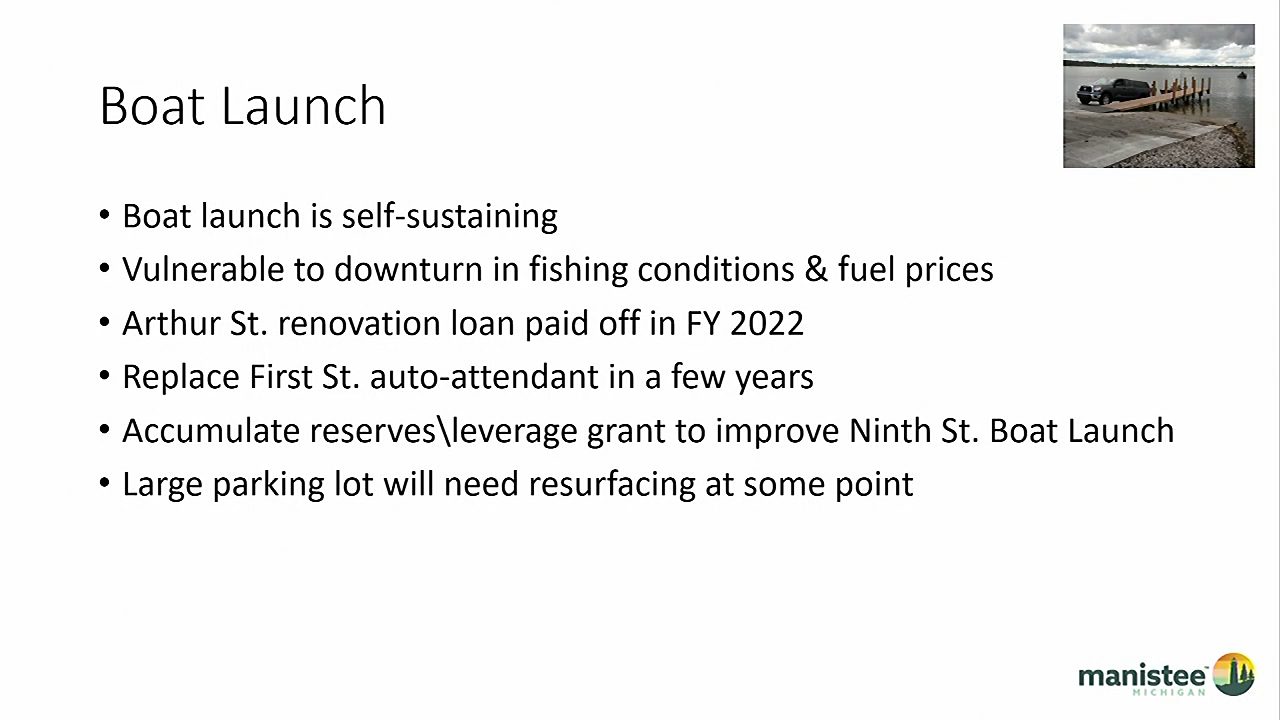 Boat Launch
• Boat launch is self-sustaining
• Vulnerable to downturn in fishing conditions & fuel prices
• Arthur St. renovation loan paid off in FY 2022
• Replace First St. auto-attendant in a few years
• Accumulate reserves\leverage grant to improve Ninth St. Boat Launch
• Large parking lot will need resurfacing at some point
manistee™
MICHIGAN